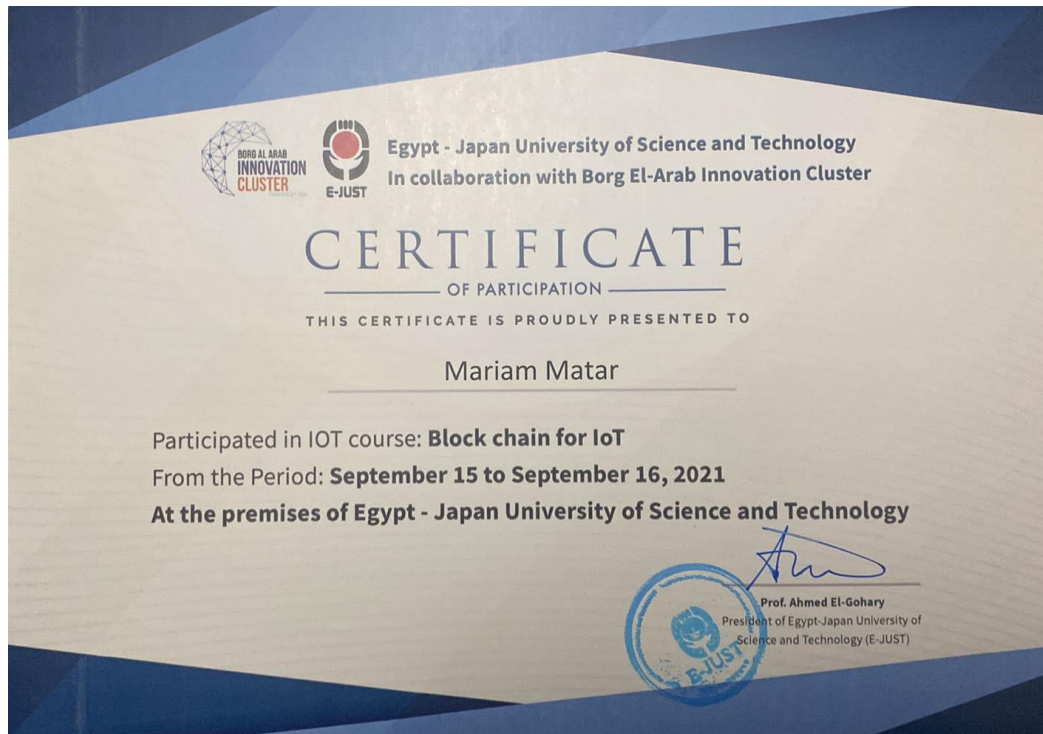 BORG AL ARAB
INNOVATION
CLUSTER
E-JUST
Egypt - Japan University of Science and Technology
In collaboration with Borg El-Arab Innovation Cluster
CERTIFICATE
OF PARTICIPATION
THIS CERTIFICATE IS PROUDLY PRESENTED TO
Mariam Matar
Participated in IOT course: Block chain for IoT
From the Period: September 15 to September 16, 2021
At the premises of Egypt - Japan University of Science and Technology
Prof. Ahmed El-Gohary
President of Egypt-Japan University of
Science and Technology (E-JUST)
E-JUST